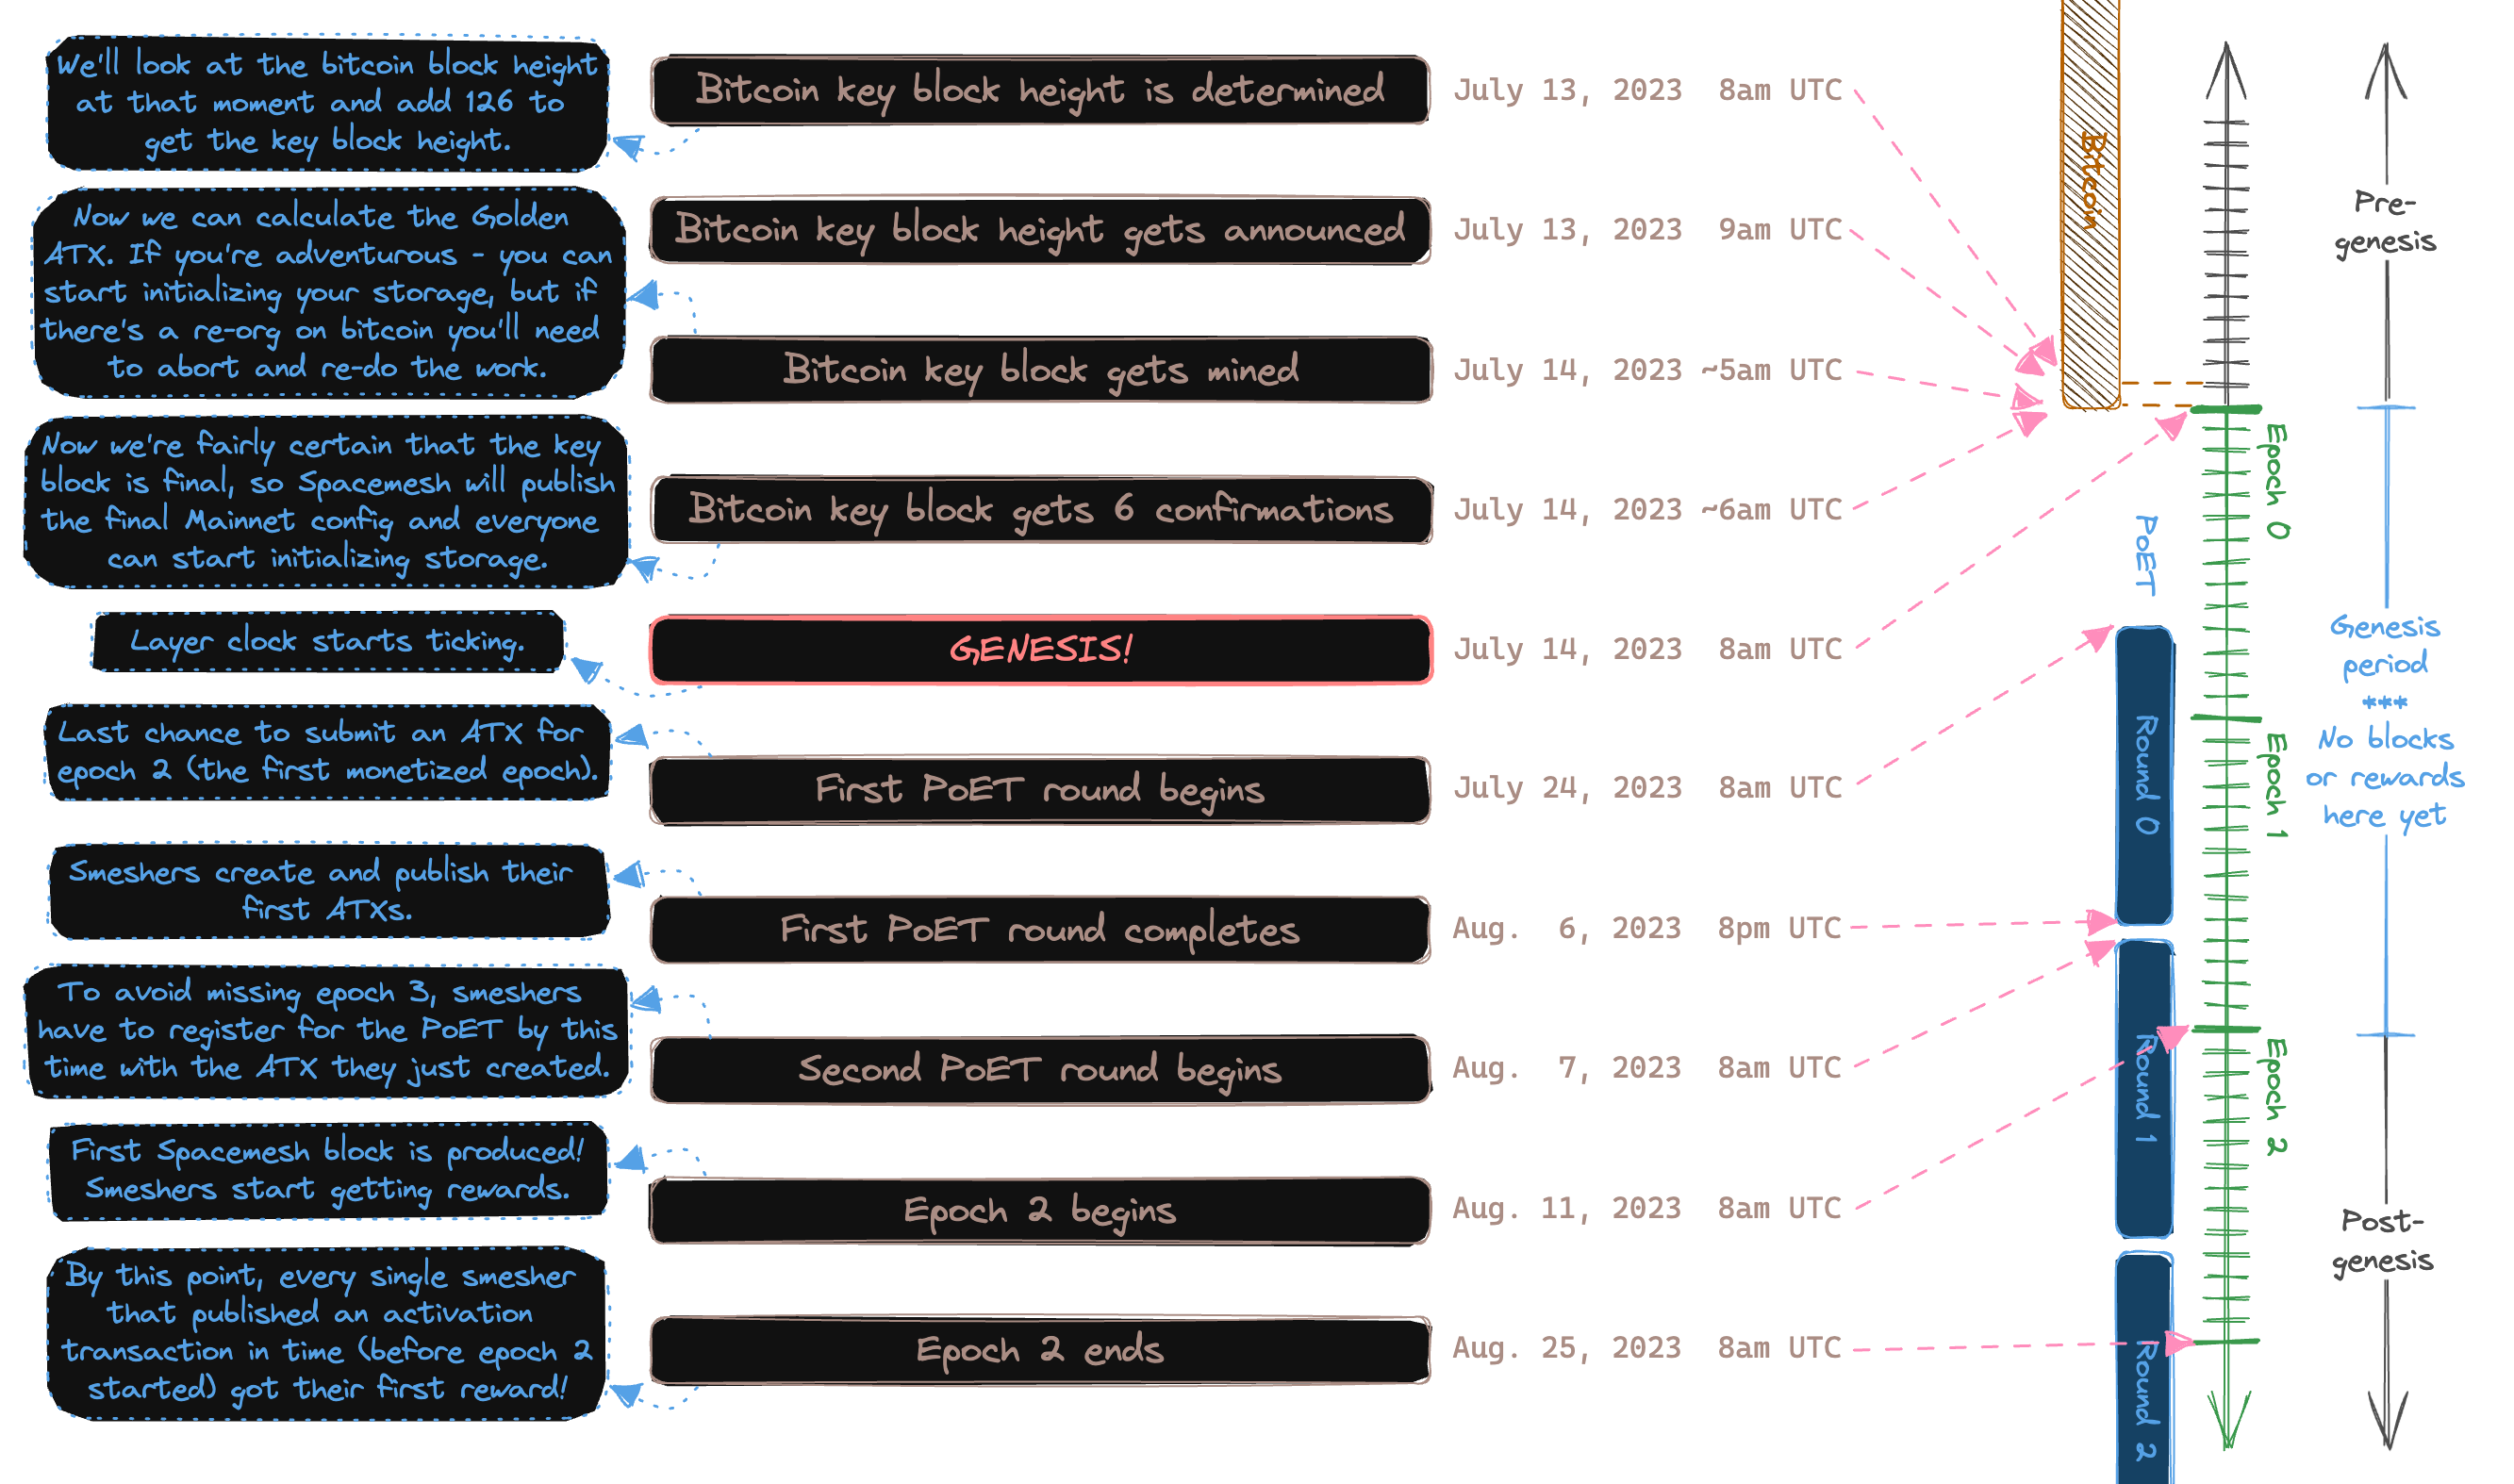 We'll look at the bitcoin block height
at that moment and add 126 to
get the key block height.
Bitcoin key block height is determined
July 13, 2023 8am UTC
Now we can calculate the Golden
ATX. If you're adventurous - you can
start initializing your storage, but if
there's a re-org on bitcoin you'll need
to abort and re-do the work.
Bitcoin key block height gets announced
July 13, 2023 9am UTC
Bitcoin key block gets mined
July 14, 2023 ~5am UTC
Now we're fairly certain that the key
block is final, so Spacemesh will publish
the final Mainnet config and everyone
can start initializing storage.
Bitcoin key block gets 6 confirmations
July 14, 2023 ~6am UTC
Layer clock starts ticking.
GENESIS!
July 14, 2023 8am UTC
Last chance to submit an ATX for
epoch 2 (the first monetized epoch).
First PoET round begins
July 24, 2023 8am UTC
Smeshers create and publish their
first ATXs.
First PoET round completes
Aug. 6, 2023 8pm UTC
To avoid missing epoch 3, smeshers
have to register for the PoET by this
time with the ATX they just created.
Second PoET round begins
Aug. 7, 2023 8am UTC
First Spacemesh block is produced!
Smeshers start getting rewards.
Epoch 2 begins
Aug. 11, 2023 8am UTC
By this point, every single smesher
that published an activation
transaction in time (before epoch 2
started) got their first reward!
Epoch 2 ends
Aug. 25, 2023 8am UTC
Bitcoin
PoET
Round 0
Round 1
Round 2
Epoch 0
Epoch 1
Epoch 2
Pre-
genesis
Genesis
period
***
No blocks
or rewards
here yet
Post-
genesis